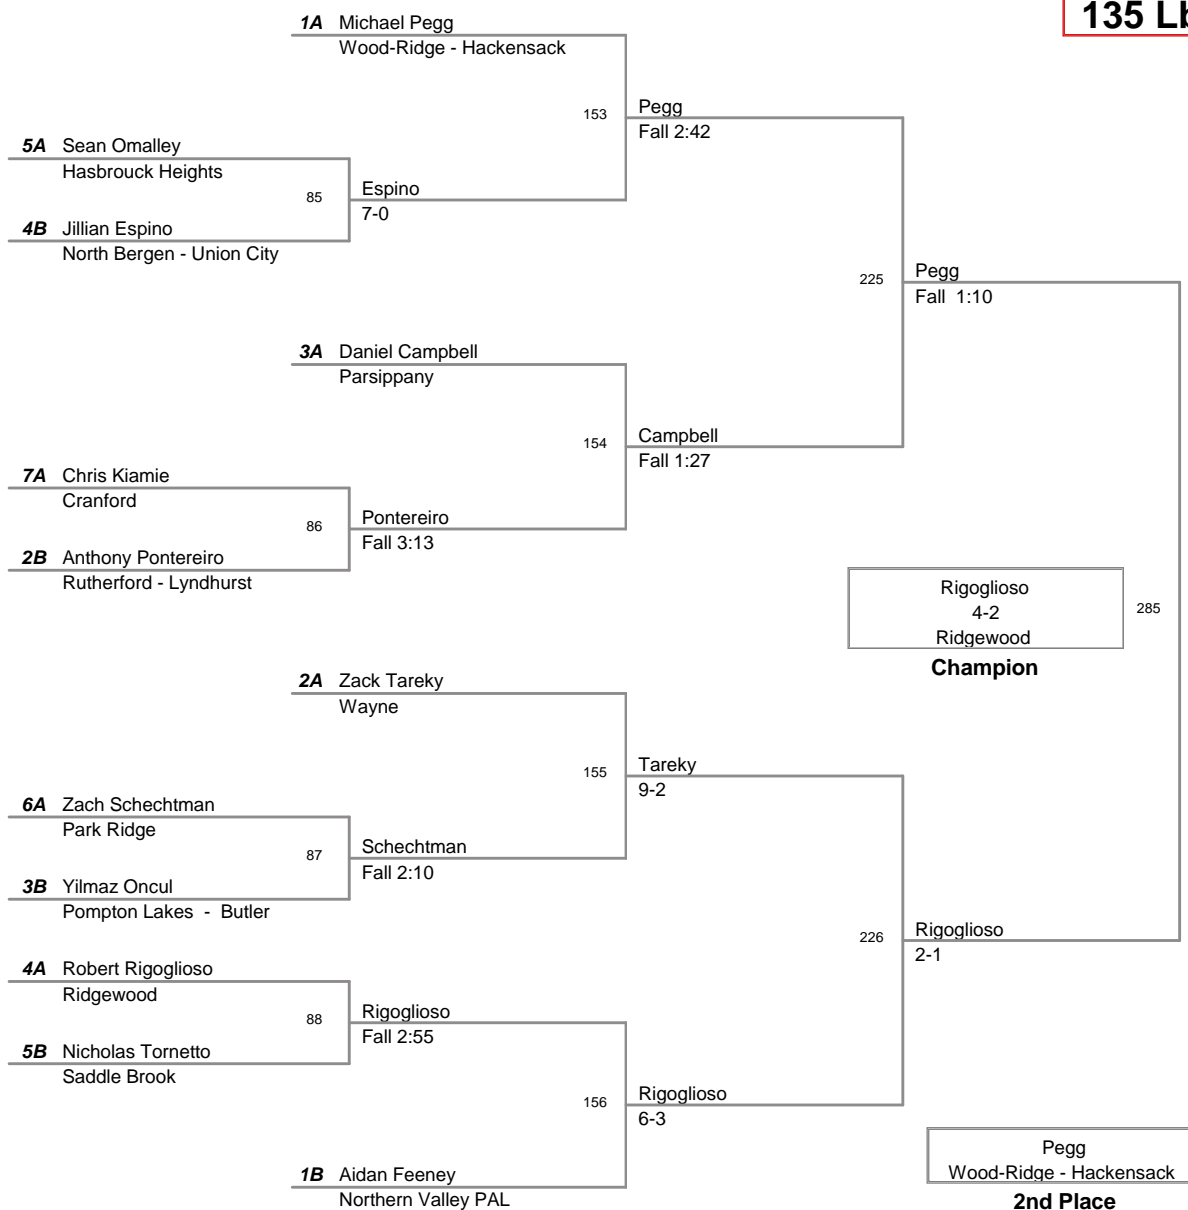 135 Lb
1A Michael Pegg
Wood-Ridge - Hackensack
153
Pegg
Fall 2:42
5A Sean Omalley
Hasbrouck Heights
85
Espino
7-0
4B Jillian Espino
North Bergen - Union City
225
Pegg
Fall 1:10
3A Daniel Campbell
Parsippany
154
Campbell
Fall 1:27
7A Chris Kiamie
Cranford
86
Pontereiro
Fall 3:13
2B Anthony Pontereiro
Rutherford - Lyndhurst
Rigoglioso
4-2
Ridgewood
285
Champion
2A Zack Tareky
Wayne
155
Tareky
9-2
6A Zach Schechtman
Park Ridge
87
Schechtman
Fall 2:10
3B Yilmaz Oncul
Pompton Lakes - Butler
226
Rigoglioso
2-1
4A Robert Rigoglioso
Ridgewood
88
Rigoglioso
Fall 2:55
5B Nicholas Tornetto
Saddle Brook
156
Rigoglioso
6-3
1B Aidan Feeney
Northern Valley PAL
Pegg
Wood-Ridge - Hackensack
2nd Place